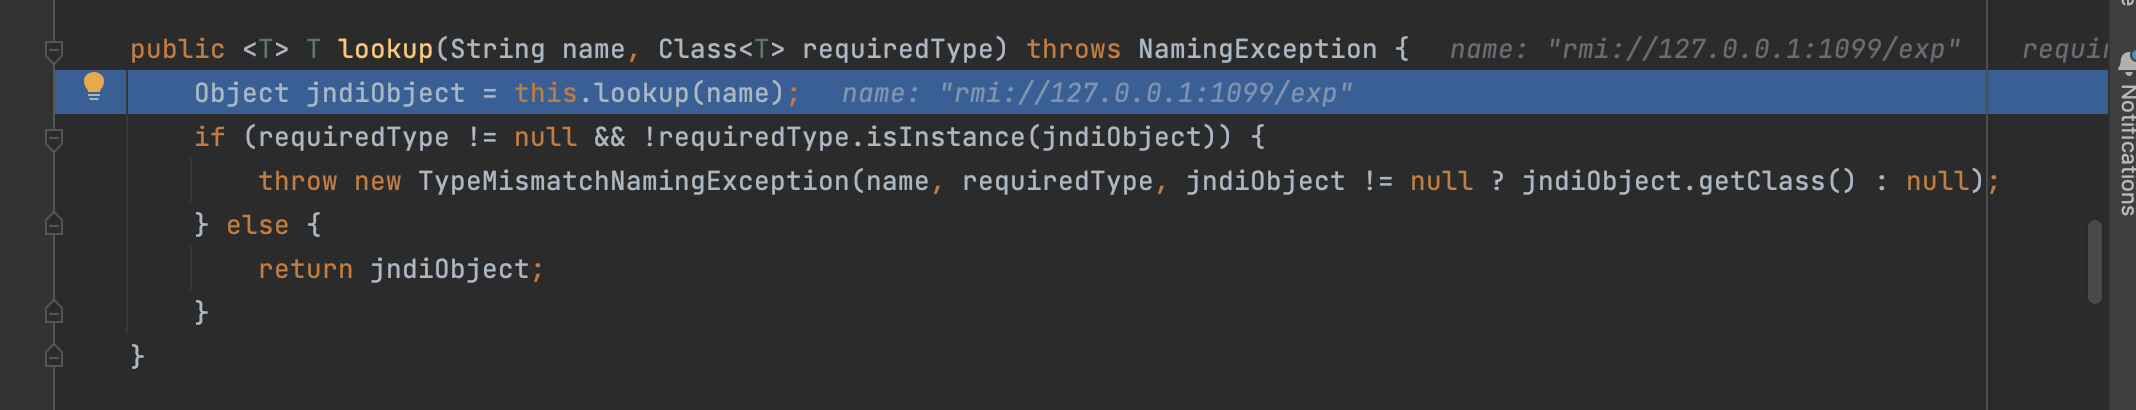 public <T> T lookup(String name, Class<T> requiredType) throws NamingException {   name: "rmi://127.0.0.1:1099/exp"
    Object jndiObject = this.lookup(name);   name: "rmi://127.0.0.1:1099/exp"
    if (requiredType != null && !requiredType.isInstance(jndiObject)) {
        throw new TypeMismatchNamingException(name, requiredType, jndiObject != null ? jndiObject.getClass() : null);
    } else {
        return jndiObject;
    }
}
Notifications